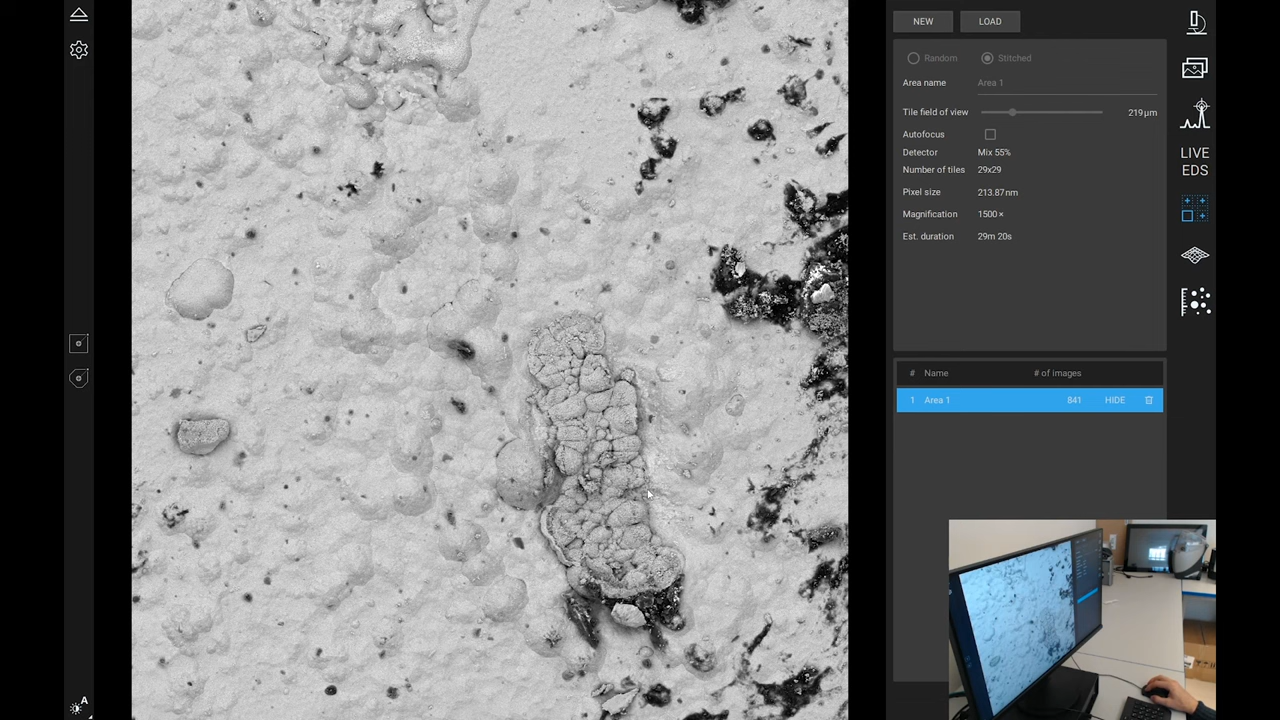 NEW LOAD
Random Stitched
Area name Area 1
Tile field of view 219 µm
Autofocus
Detector Mix 55%
Number of tiles 29x29
Pixel size 213.87 nm
Magnification 1500 ×
Est. duration 29m 20s
LIVE
EDS
# Name # of images
1 Area 1 841 HIDE
A